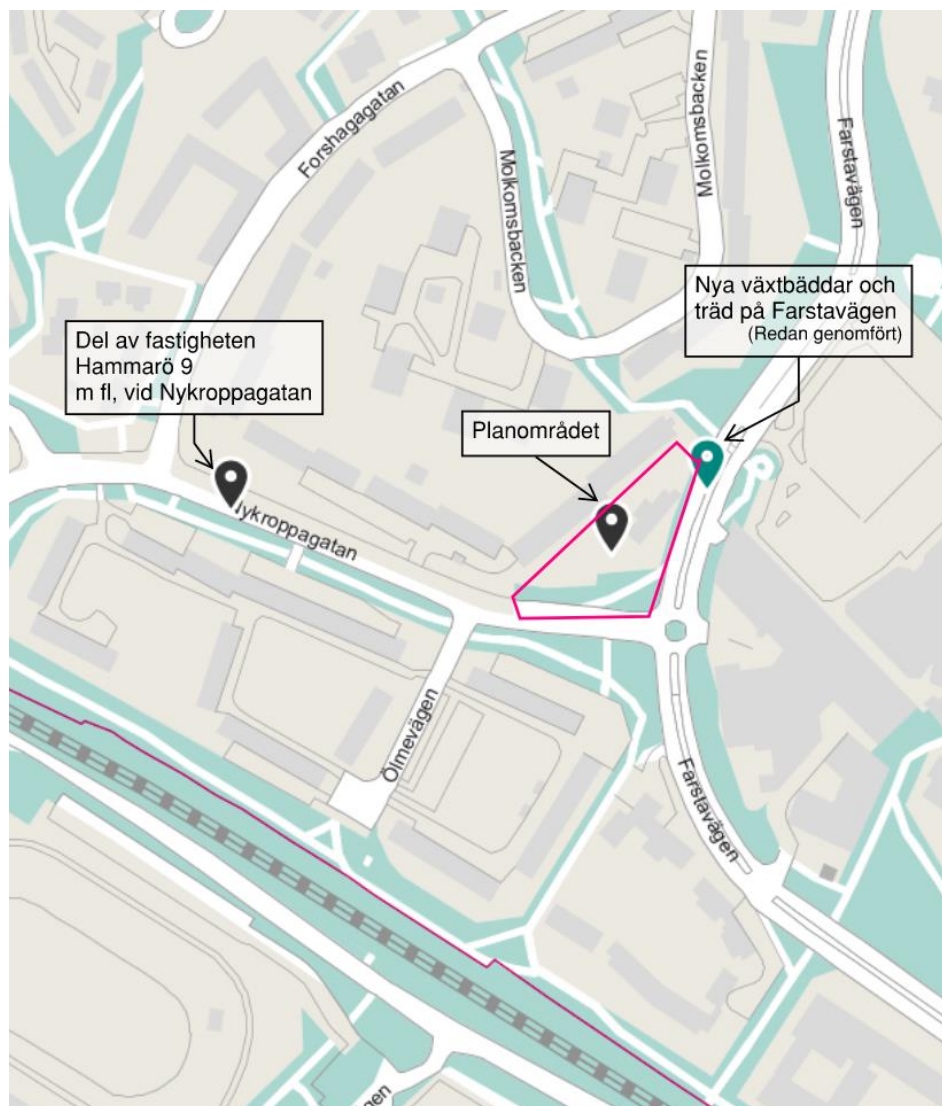 Forshagagatan
Molkomsbacken
Molkomsbacken
Farstavägen
Nya växtbäddar och
träd på Farstavägen
(Redan genomfört)
Del av fastigheten
Hammarö 9
m fl, vid Nykroppagatan
Planområdet
Nykroppagatan
Ölmevägen
Farstavägen